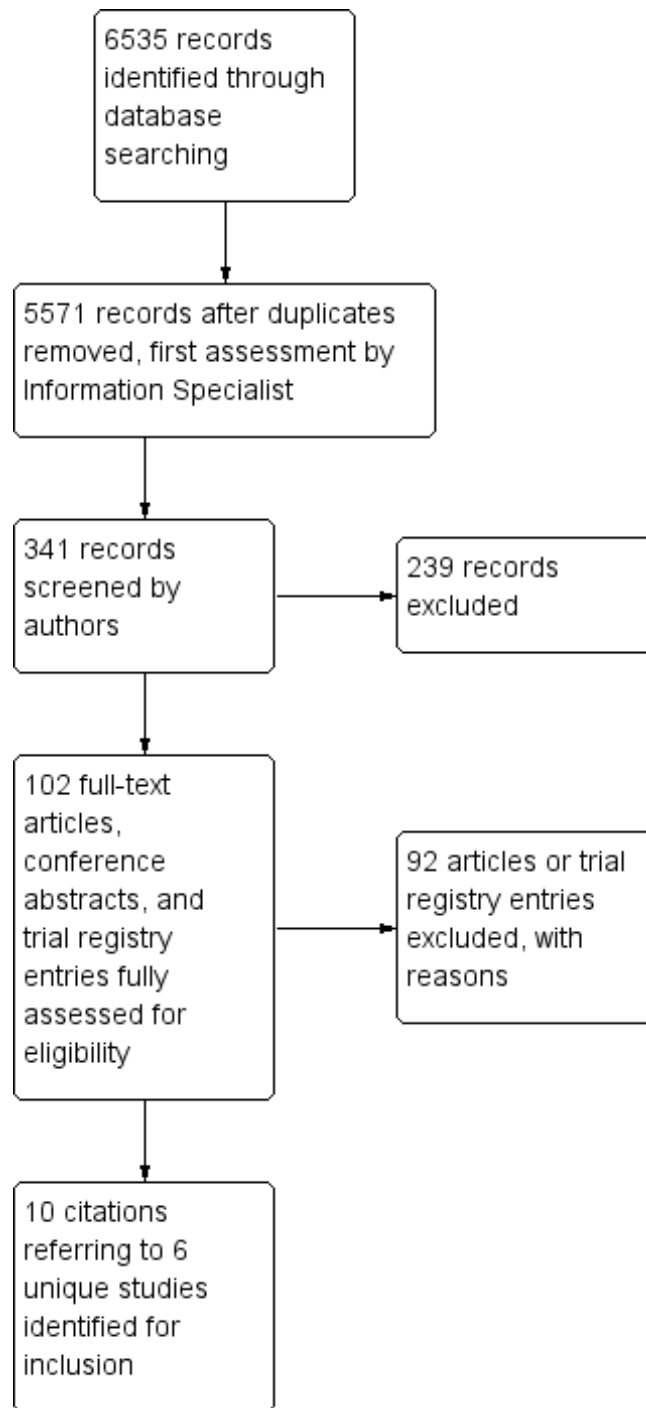 6535 records
identified through
database
searching
5571 records after duplicates
removed, first assessment by
Information Specialist
341 records
screened by
authors
239 records
excluded
102 full-text
articles,
conference
abstracts, and
trial registry
entries fully
assessed for
eligibility
92 articles or trial
registry entries
excluded, with
reasons
10 citations
referring to 6
unique studies
identified for
inclusion